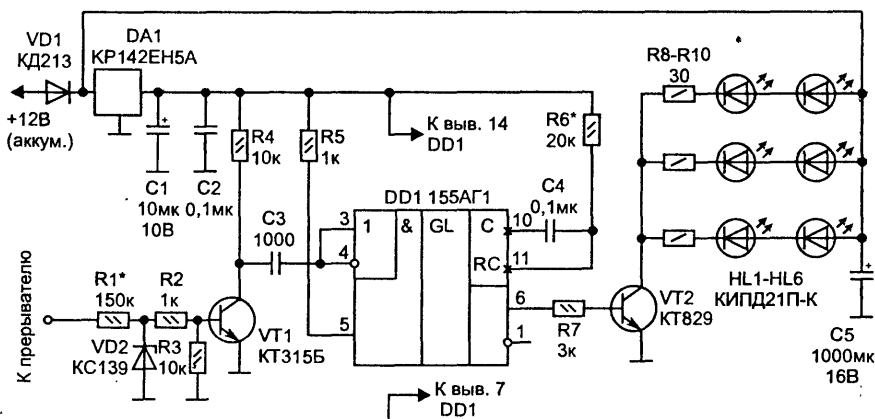 VD1
КД213
DA1
КР142ЕН5А
+12В
(аккум.)
C1
10мк
10В
C2
0,1мк
R4
10к
R5
1к
К выв. 14
DD1
R6*
20к
R8-R10
30
C3
1000
DD1 155АГ1
3
4
5
1
&
GL
C
RC
10
11
6
1
C4
0,1мк
R7
3к
VT2
КТ829
HL1-HL6
КИПД21П-К
C5
1000мк
16В
К прерывателю
R1*
150к
R2
1к
VD2
КС139
R3
10к
VT1
КТ315Б
К выв. 7
DD1